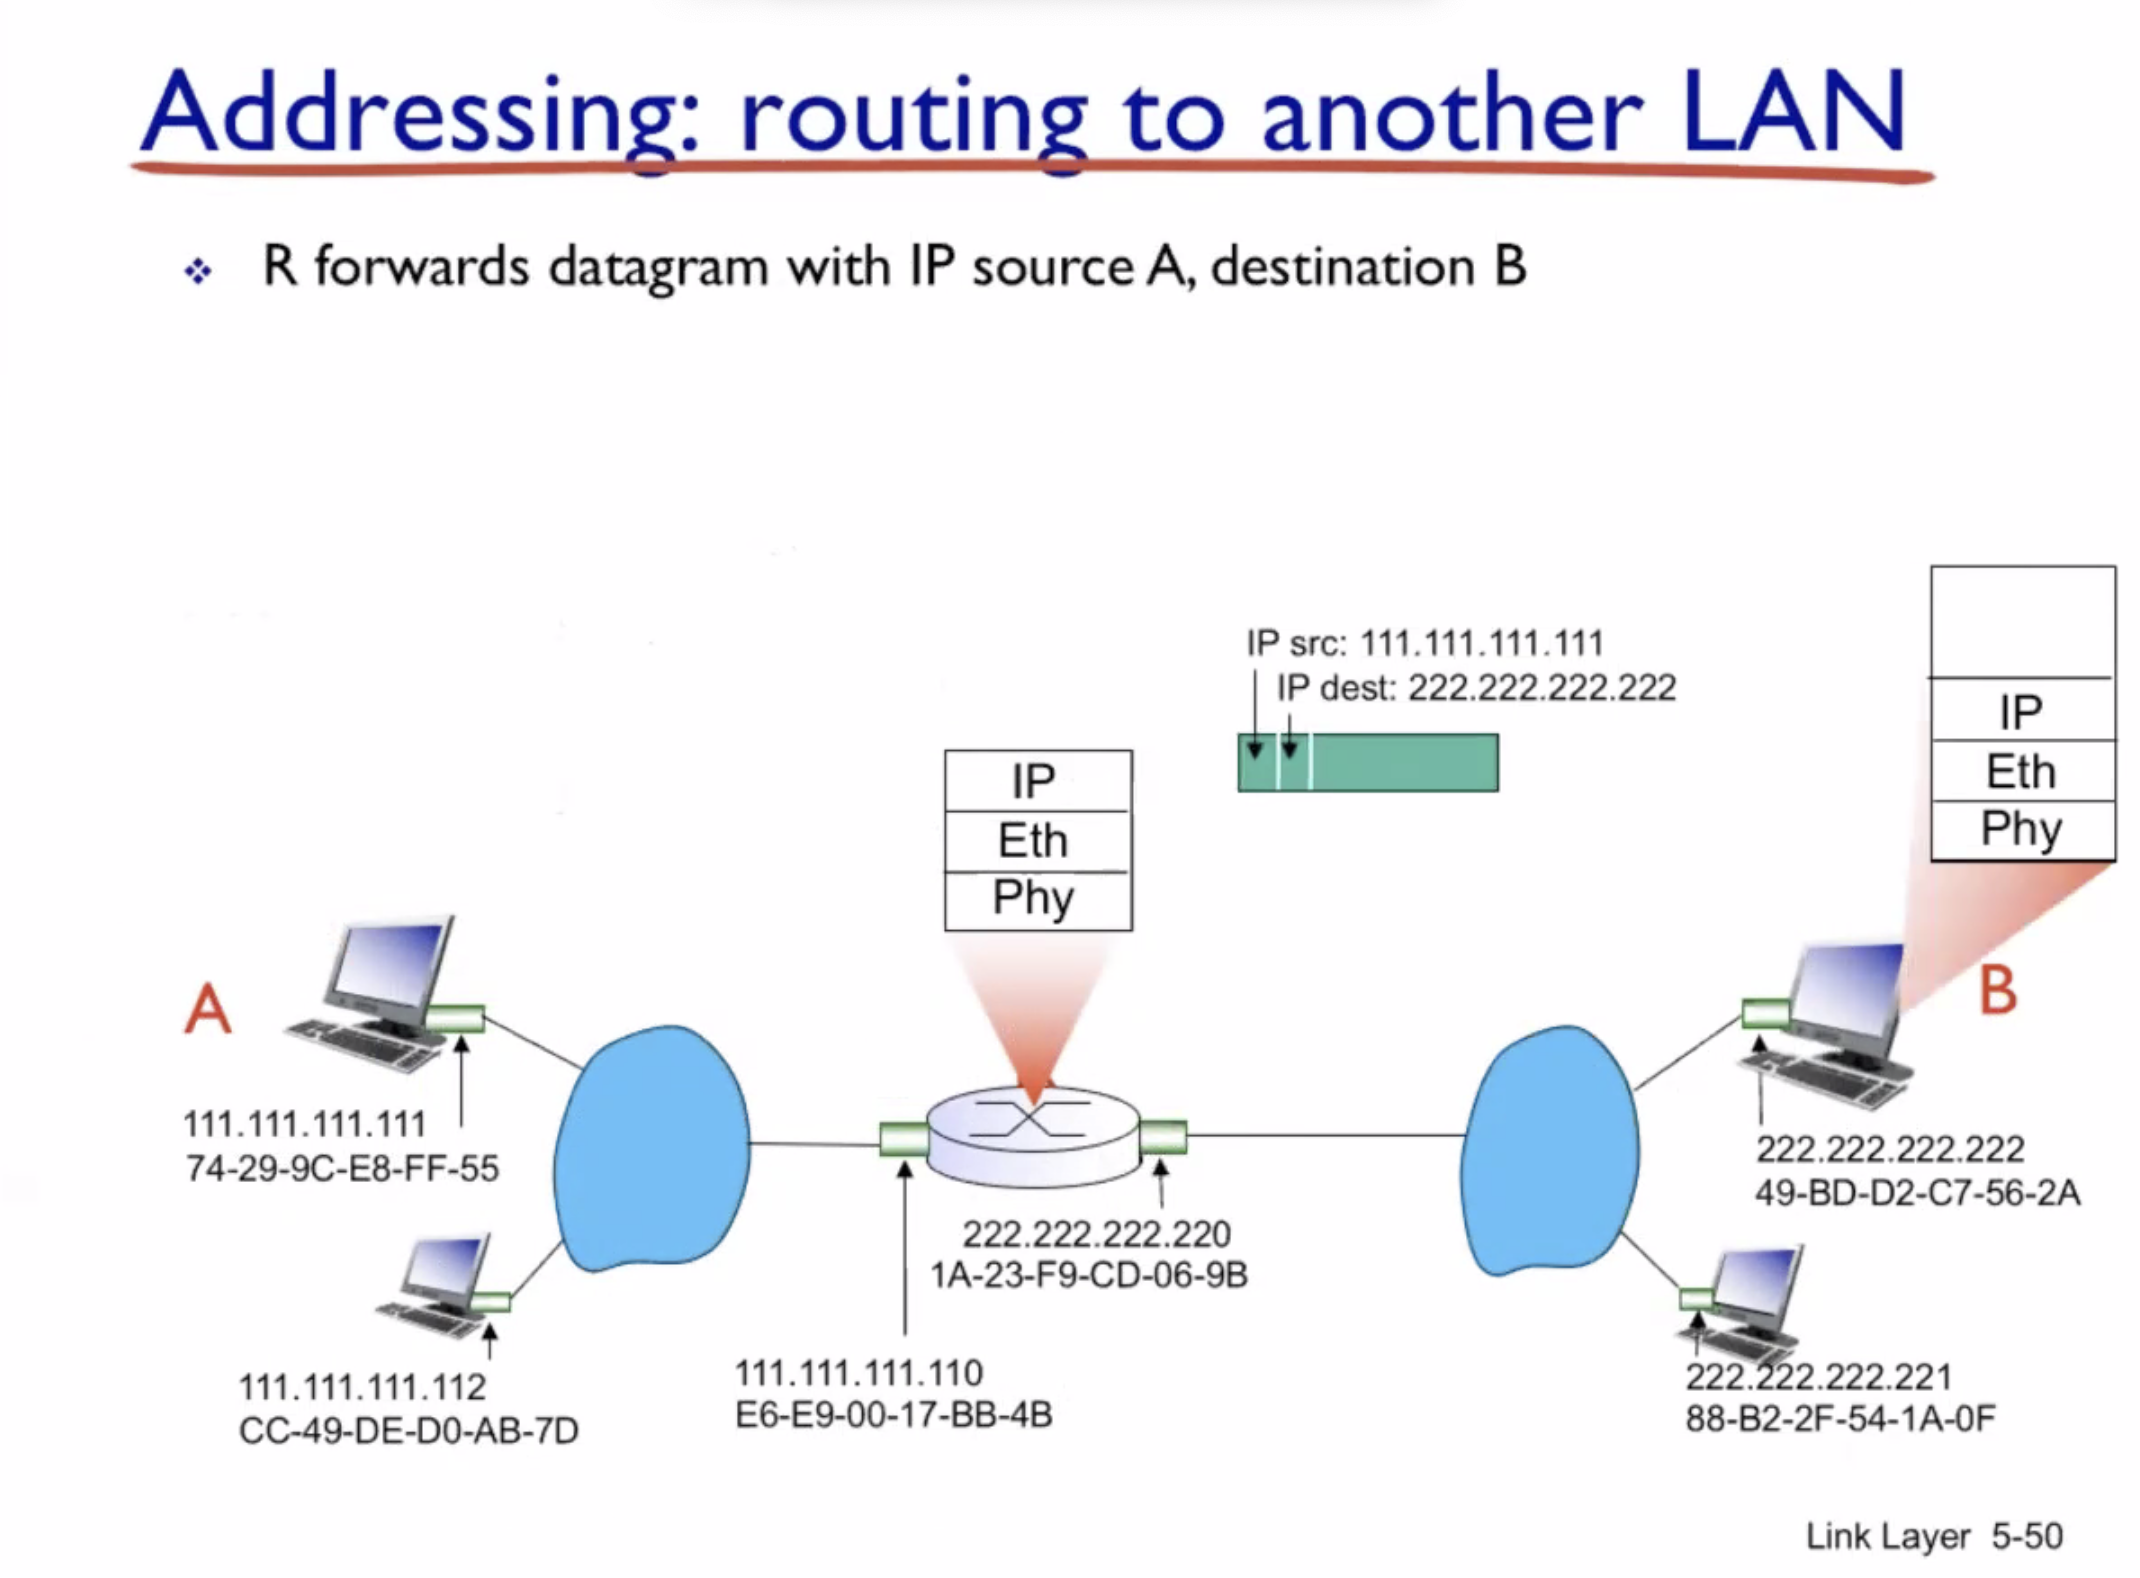 Addressing: routing to another LAN
R forwards datagram with IP source A, destination B
IP src: 111.111.111.111
IP dest: 222.222.222.222
IP
Eth
Phy
IP
Eth
Phy
A
B
111.111.111.111
74-29-9C-E8-FF-55
222.222.222.222
49-BD-D2-C7-56-2A
222.222.222.220
1A-23-F9-CD-06-9B
111.111.111.112
CC-49-DE-D0-AB-7D
111.111.111.110
E6-E9-00-17-BB-4B
222.222.222.221
88-B2-2F-54-1A-0F
Link Layer 5-50